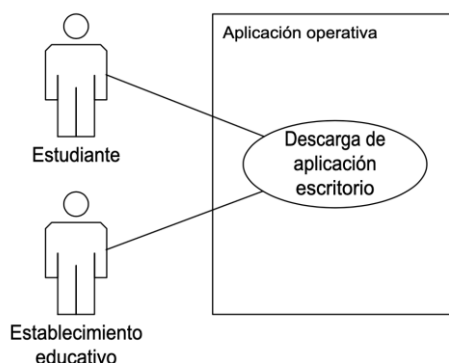 Aplicación operativa
Descarga de
aplicación
escritorio
Estudiante
Establecimiento
educativo